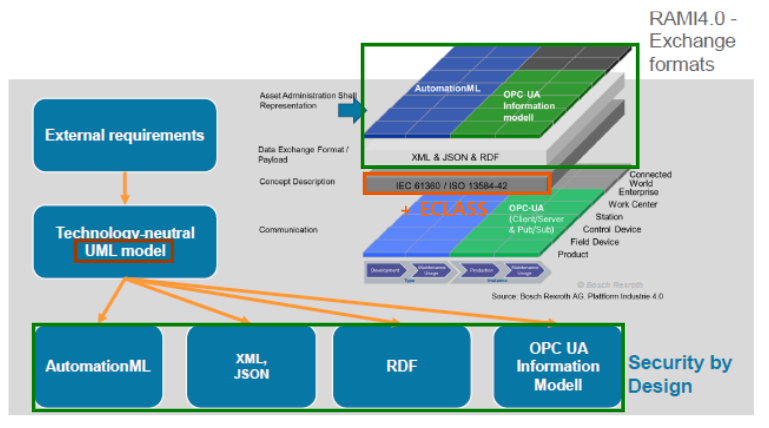 RAMI4.0 -
Exchange
formats
Asset Administration Shell
Representation
AutomationML
OPC UA
Information
modell
External requirements
Data Exchange Format /
Payload
XML & JSON & RDF
Concept Description
IEC 61360 / ISO 13584-42
+ ECLASS
Connected
World
Enterprise
Work Center
Station
Control Device
Field Device
Product
Technology-neutral
UML model
Communication
OPC-UA
(Client/Server
& Pub/Sub)
Development
Maintenance
Usage
Production
Maintenance
Usage
Type
Instance
© Bosch Rexroth
Source: Bosch Rexroth AG. Plattform Industrie 4.0
AutomationML
XML,
JSON
RDF
OPC UA
Information
Modell
Security by
Design